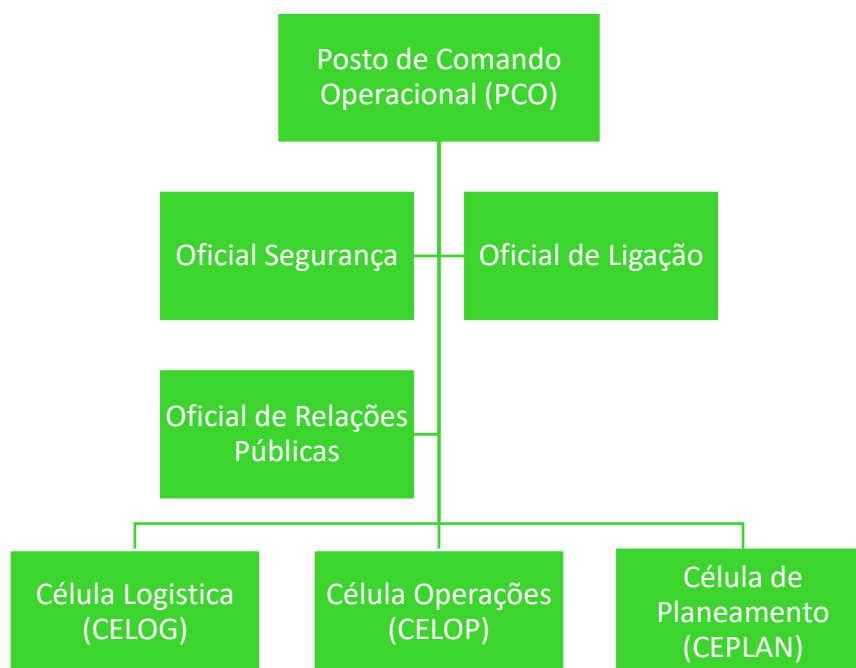 Posto de Comando
Operacional (PCO)
Oficial Segurança
Oficial de Ligação
Oficial de Relações
Públicas
Célula Logistica
(CELOG)
Célula Operações
(CELOP)
Célula de
Planeamento
(CEPLAN)